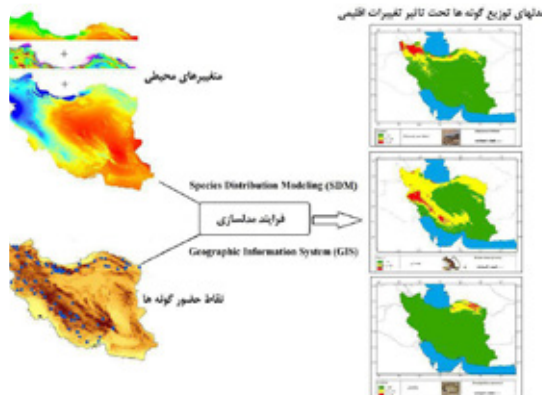 مدلهای توزیع گونه ها تحت تاثیر تغییرات اقلیمی
+
متغییرهای محیطی
+
Species Distribution Modeling (SDM)
فرایند مدلسازی
Geographic Information System (GIS)
نقاط حضور گونه ها